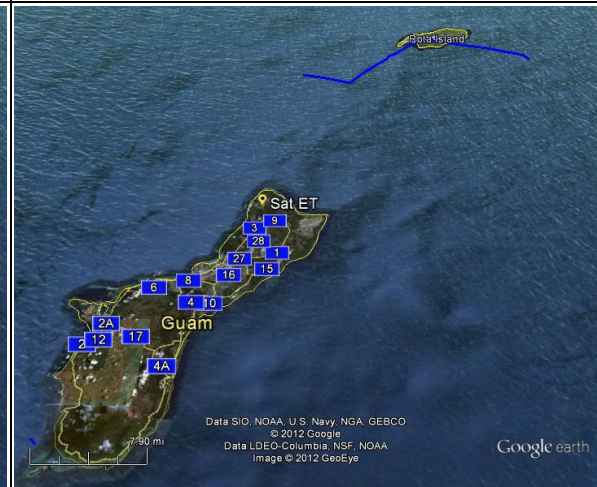 Rota Island
Sat ET
9
3
28
1
27
15
16
8
6
4 10
Guam
2A
17
12
2
4A
7.90 mi
Data SIO, NOAA, U.S. Navy, NGA, GEBCO
© 2012 Google
Data LDEO-Columbia, NSF, NOAA
Image © 2012 GeoEye
Google earth